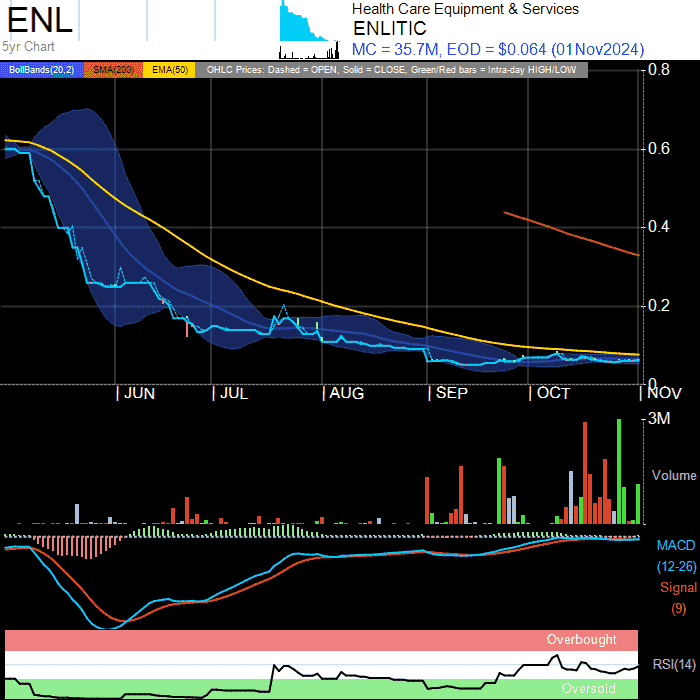 ENL
5yr Chart
Health Care Equipment & Services
ENLITIC
MC = 35.7M, EOD = $0.064 (01Nov2024)
BollBands(20,2) SMA(200) EMA(50) OHLC Prices: Dashed = OPEN, Solid = CLOSE, Green/Red bars = Intra-day HIGH/LOW
0.8
0.6
0.4
0.2
0
| JUN | JUL | AUG | SEP | OCT NOV
3M
Volume
MACD
(12-26)
Signal
(9)
Overbought
RSI(14)
Oversold